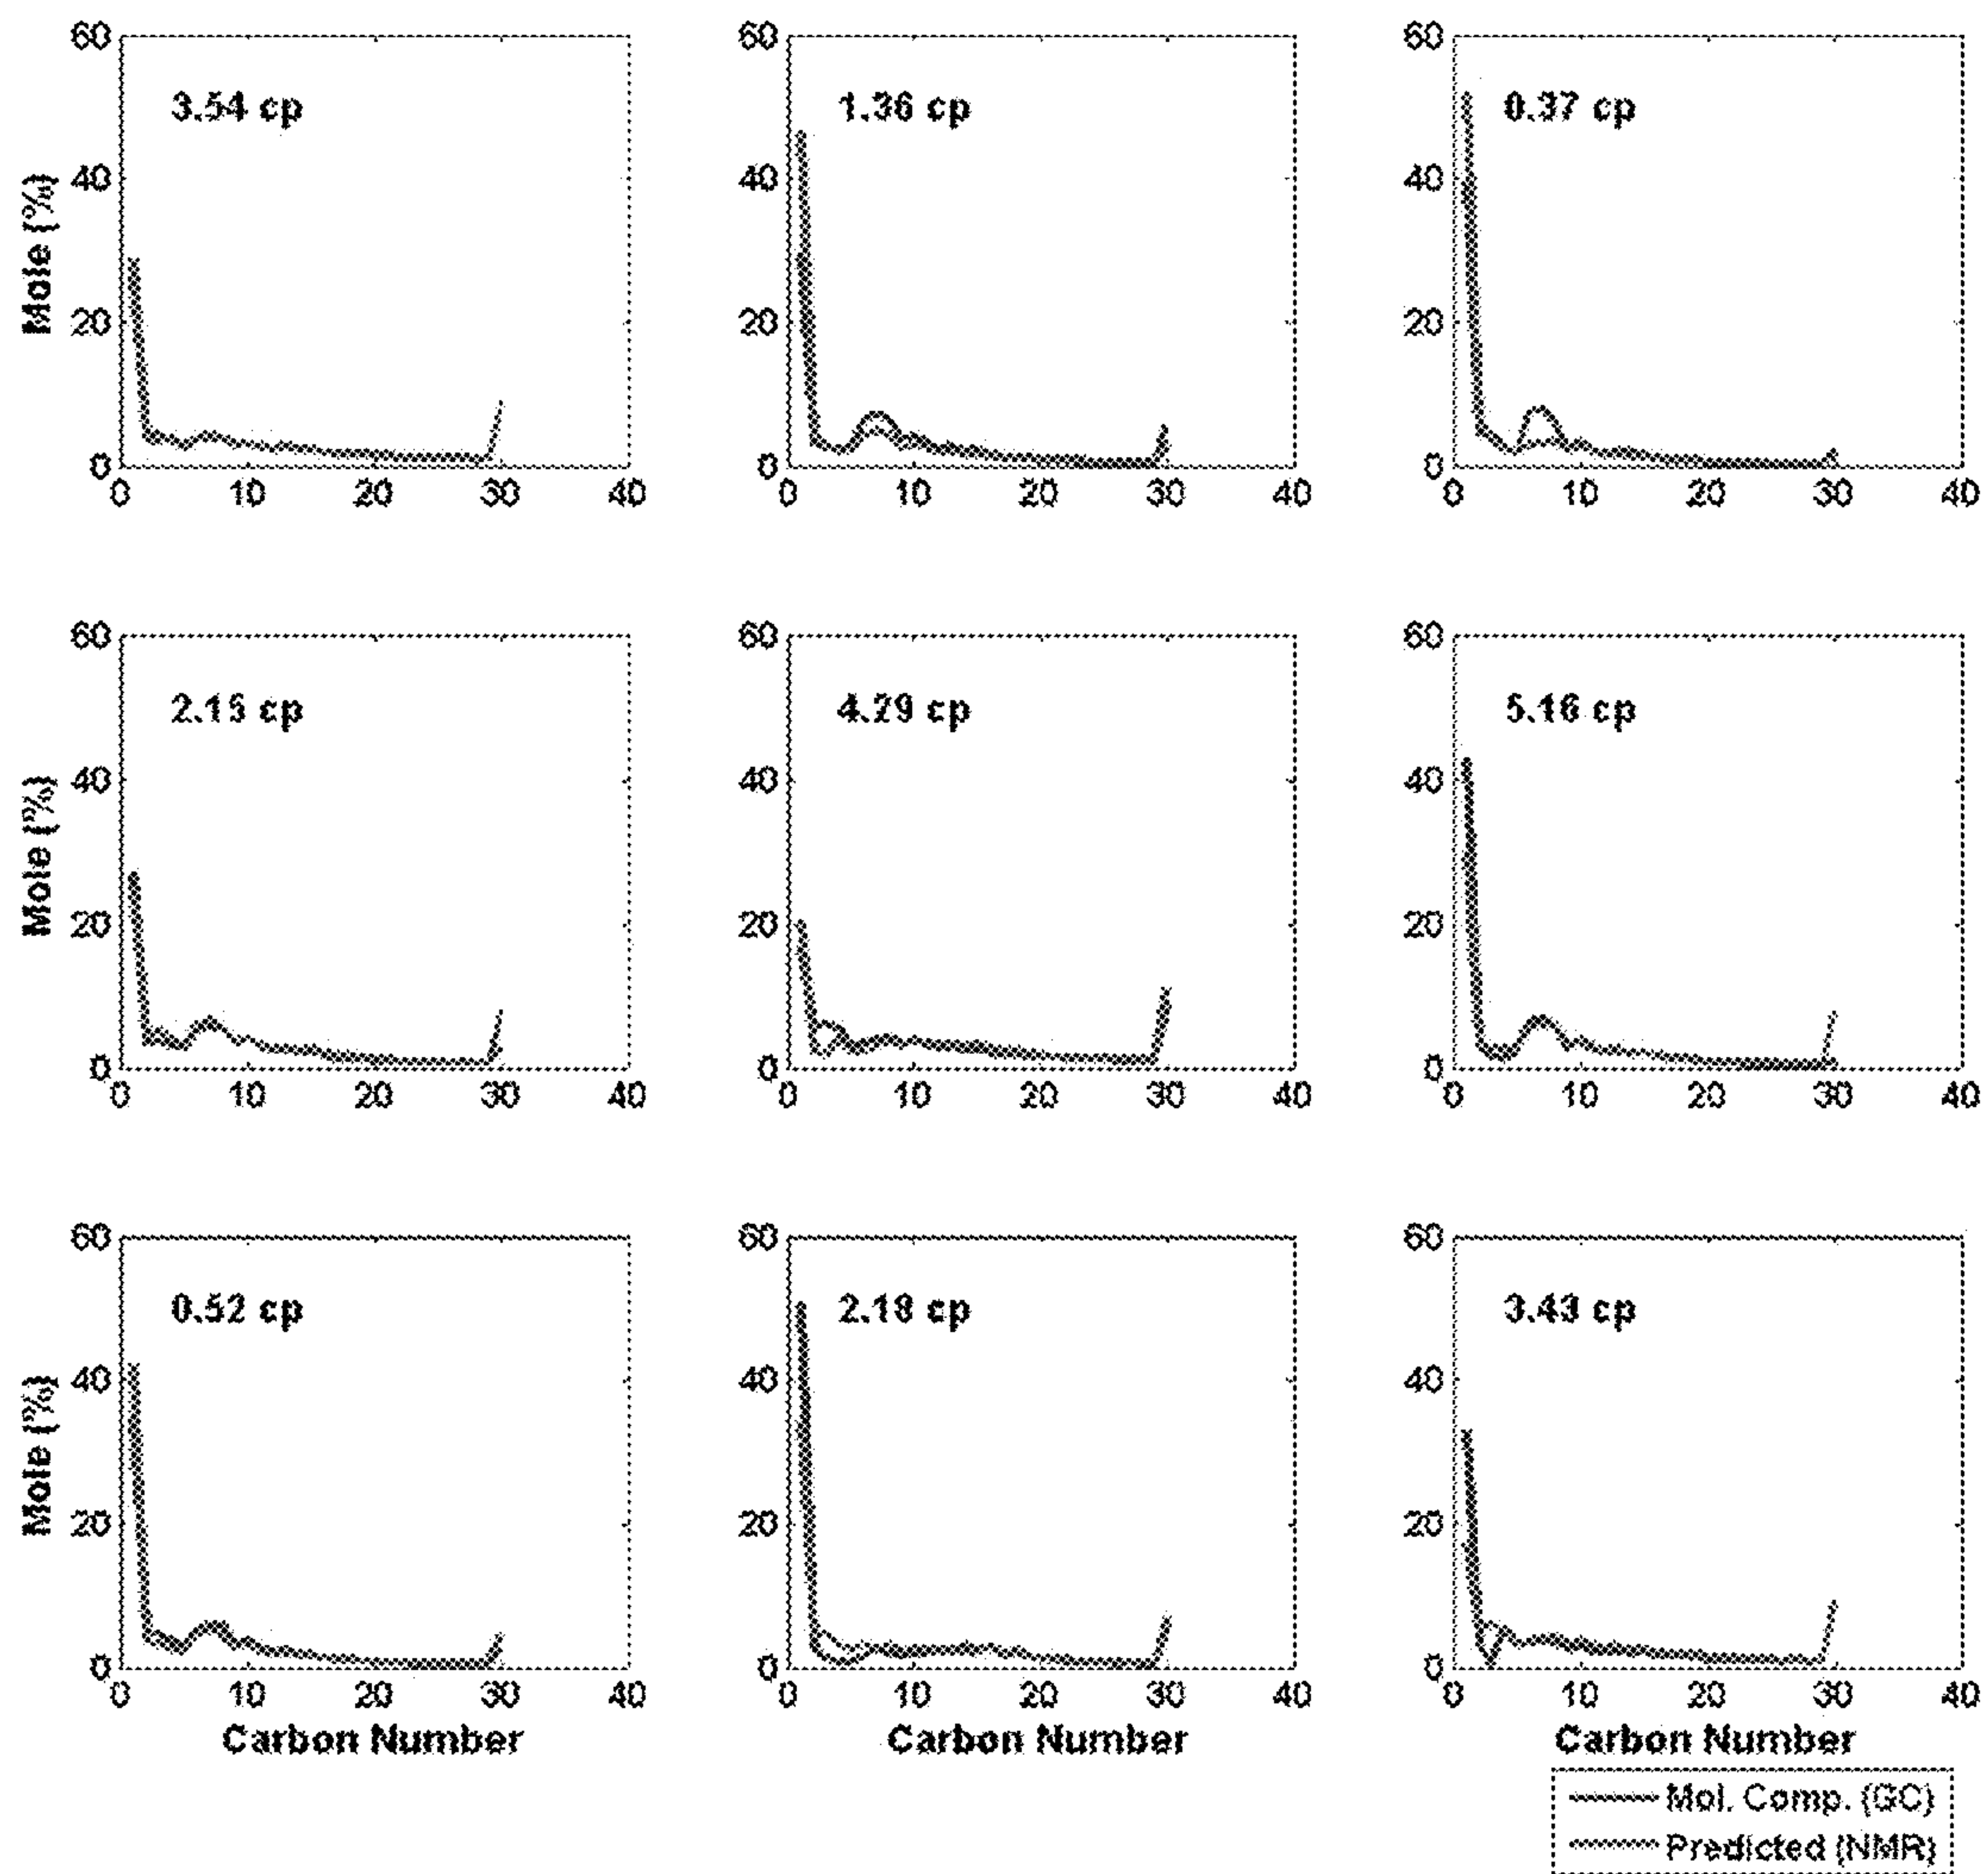 60
60
60
3.54 cp
1.36 cp
0.37 cp
40
40
40
Mole (%)
20
20
20
0
0
0
0 10 20 30 40
0 10 20 30 40
0 10 20 30 40
60
60
60
2.15 cp
4.29 cp
5.16 cp
40
40
40
Mole (%)
20
20
20
0
0
0
0 10 20 30 40
0 10 20 30 40
0 10 20 30 40
60
60
60
0.52 cp
2.18 cp
3.43 cp
40
40
40
Mole (%)
20
20
20
0
0
0
0 10 20 30 40
0 10 20 30 40
0 10 20 30 40
Carbon Number
Carbon Number
Carbon Number
Mol. Comp. (GC)
Predicted (NMR)